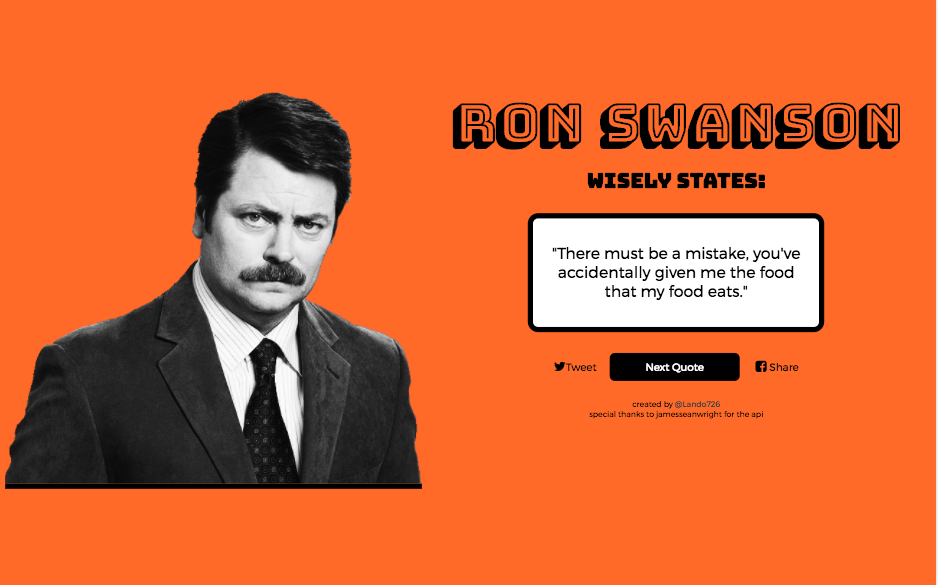 RON SWANSON
WISELY STATES:
"There must be a mistake, you've
accidentally given me the food
that my food eats."
Tweet
Next Quote
Share
created by @Lando726
special thanks to jamesseanwright for the api